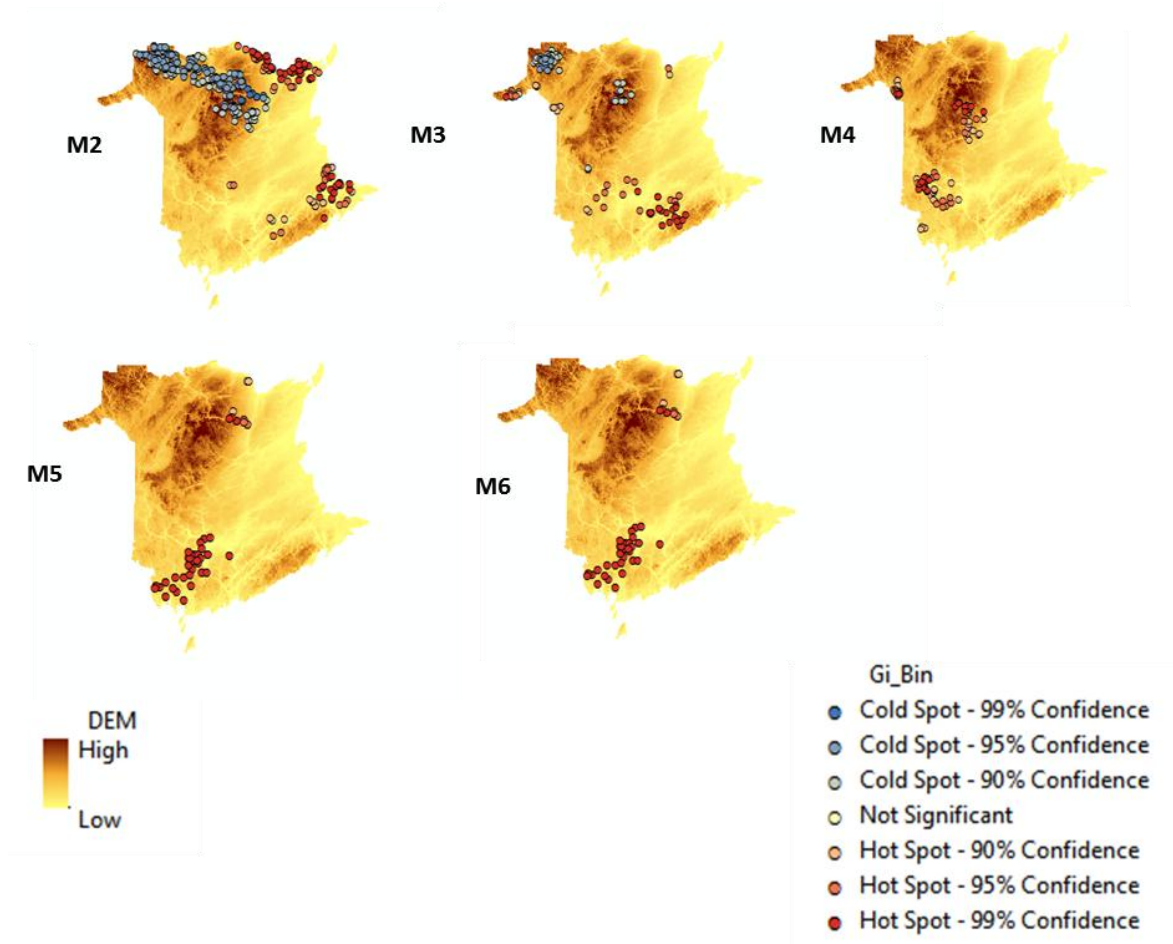 M2
M3
M4
M5
M6
DEM
High
Low
Gi_Bin
Cold Spot - 99% Confidence
Cold Spot - 95% Confidence
Cold Spot - 90% Confidence
Not Significant
Hot Spot - 90% Confidence
Hot Spot - 95% Confidence
Hot Spot - 99% Confidence